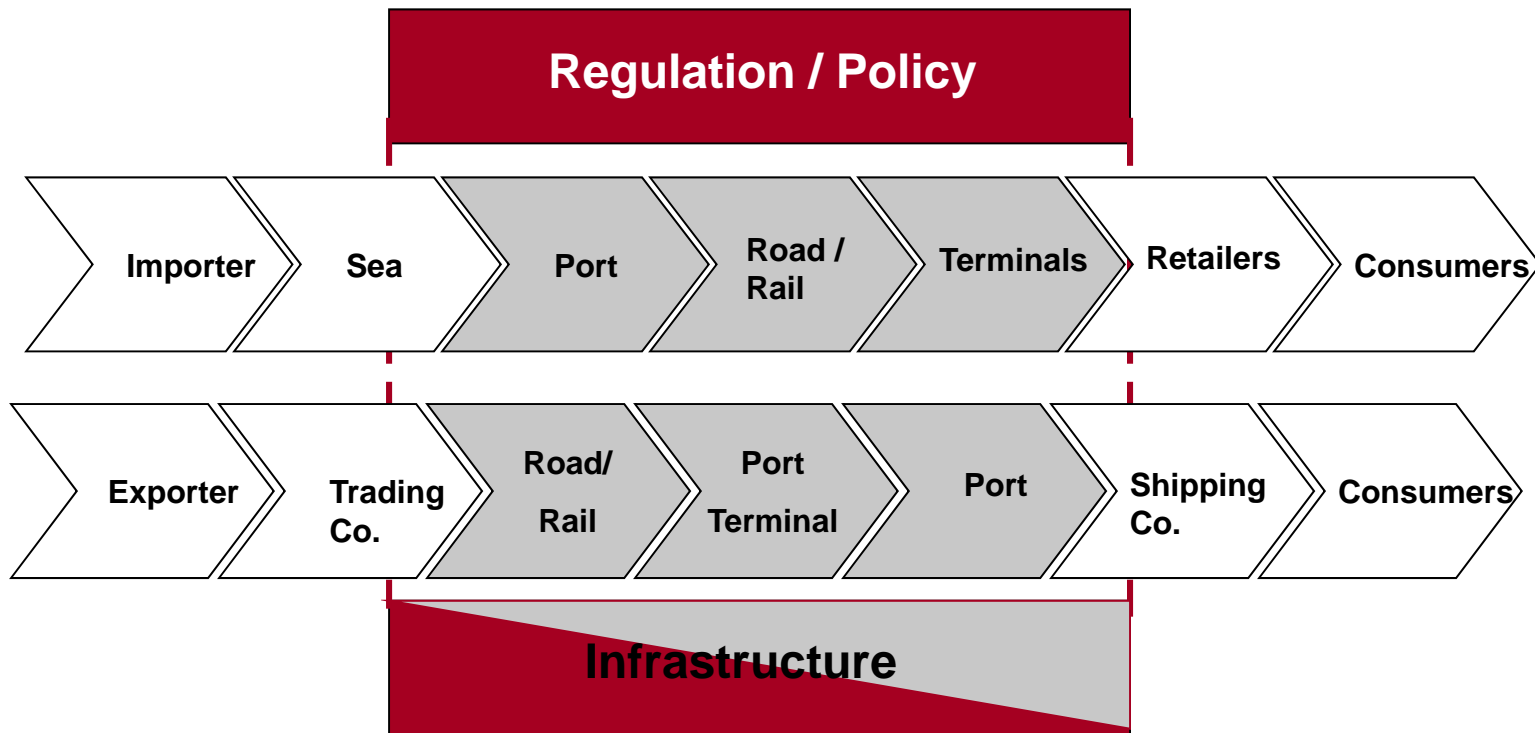 Regulation / Policy
Importer
Sea
Port
Road /
Rail
Terminals
Retailers
Consumers
Exporter
Trading
Co.
Road/
Rail
Port
Terminal
Port
Shipping
Co.
Consumers
Infrastructure